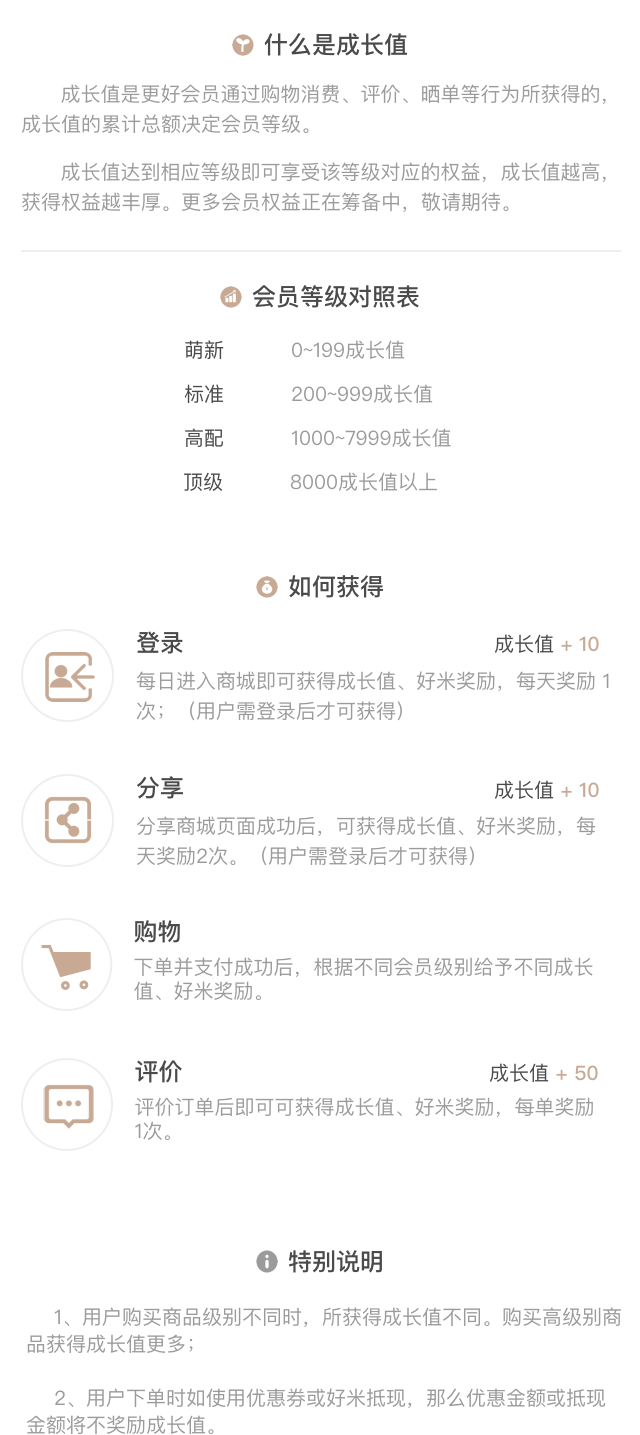 什么是成长值
成长值是更好会员通过购物消费、评价、晒单等行为所获得的，
成长值的累计总额决定会员等级。
成长值达到相应等级即可享受该等级对应的权益，成长值越高，
获得权益越丰厚。更多会员权益正在筹备中，敬请期待。
会员等级对照表
萌新 0~199成长值
标准 200~999成长值
高配 1000~7999成长值
顶级 8000成长值以上
如何获得
登录 成长值 + 10
每日进入商城即可获得成长值、好米奖励，每天奖励 1
次；（用户需登录后才可获得）
分享 成长值 + 10
分享商城页面成功后，可获得成长值、好米奖励，每
天奖励2次。（用户需登录后才可获得）
购物
下单并支付成功后，根据不同会员级别给予不同成长
值、好米奖励。
评价 成长值 + 50
评价订单后即可可获得成长值、好米奖励，每单奖励
1次。
特别说明
1、用户购买商品级别不同时，所获得成长值不同。购买高级别商
品获得成长值更多；
2、用户下单时如使用优惠券或好米抵现，那么优惠金额或抵现
金额将不奖励成长值。